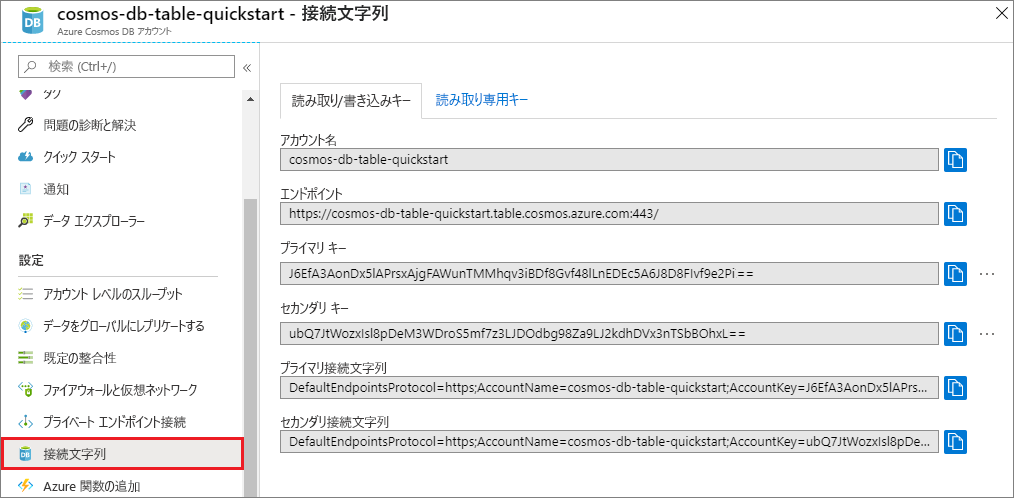 cosmos-db-table-quickstart - 接続文字列
Azure Cosmos DB アカウント
検索 (Ctrl+/)
タグ
問題の診断と解決
クイック スタート
通知
データ エクスプローラー
設定
アカウント レベルのスループット
データをグローバルにレプリケートする
既定の整合性
ファイアウォールと仮想ネットワーク
プライベート エンドポイント接続
接続文字列
Azure 関数の追加
読み取り/書き込みキー
読み取り専用キー
アカウント名
cosmos-db-table-quickstart
エンドポイント
https://cosmos-db-table-quickstart.table.cosmos.azure.com:443/
プライマリ キー
J6EfA3AonDx5lAPrsxAjgFAWunTMMhqv3iBDf8Gvf48lLnEDEc5A6J8D8FIvf9e2Pi==
セカンダリ キー
ubQ7JtWozxIsl8pDeM3WDroS5mf7z3LJDOdbg98Za9LJ2kdhDVx3nTSbBOhxL==
プライマリ接続文字列
DefaultEndpointsProtocol=https;AccountName=cosmos-db-table-quickstart;AccountKey=J6EfA3AonDx5lAPrs...
セカンダリ接続文字列
DefaultEndpointsProtocol=https;AccountName=cosmos-db-table-quickstart;AccountKey=ubQ7JtWozxIsl8pDe...